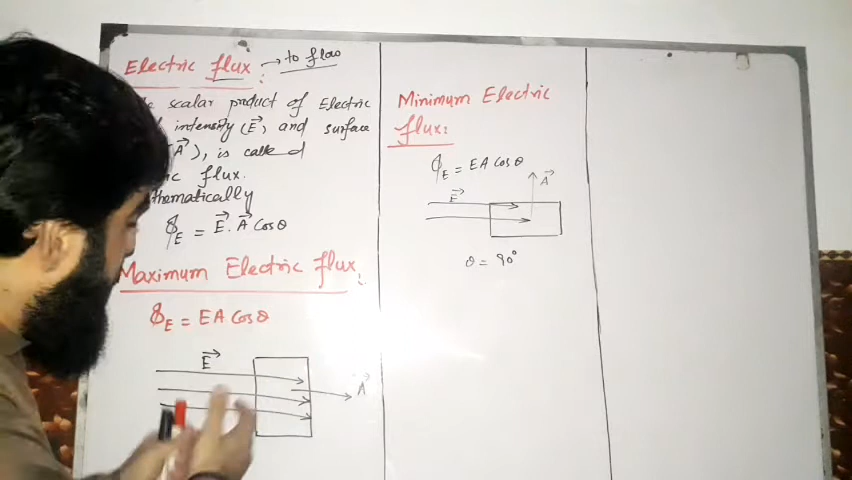 Electric flux → to flow
scalar product of Electric
intensity (E⃗) and surface
A⃗), is called
flux.
thematically
ϕE = E⃗ . A⃗ Cosθ
Maximum Electric flux:
ϕE = EA Cosθ
E⃗
A⃗
Minimum Electric
flux:
ϕE = EA Cosθ
A⃗
E⃗
θ = 90°